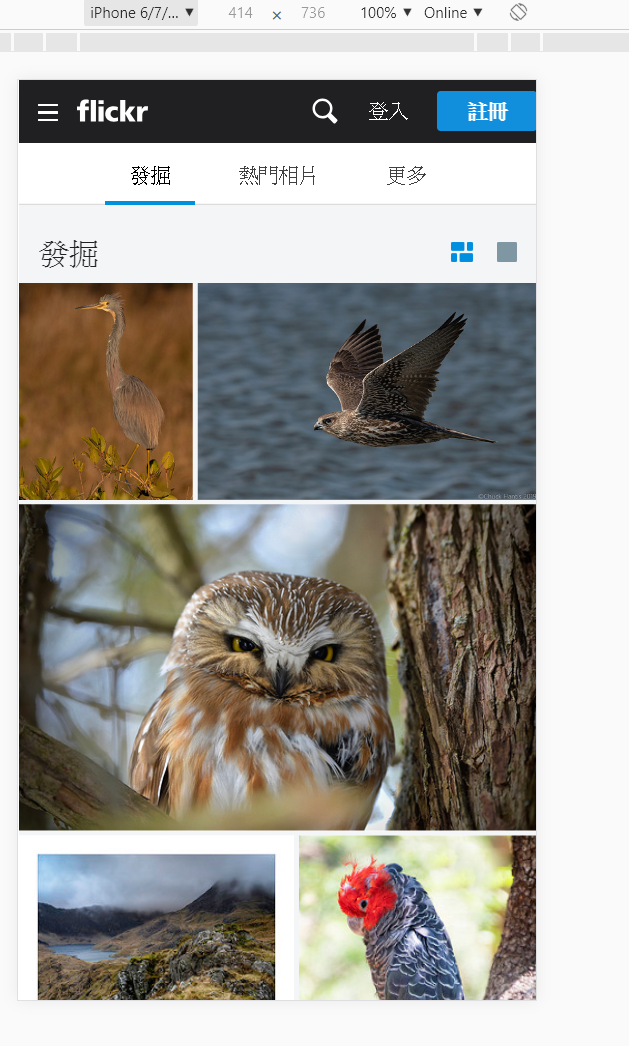 iPhone 6/7/... ▼ 414 × 736 100% ▼ Online ▼
flickr 登入 註冊
發掘 熱門相片 更多
發掘